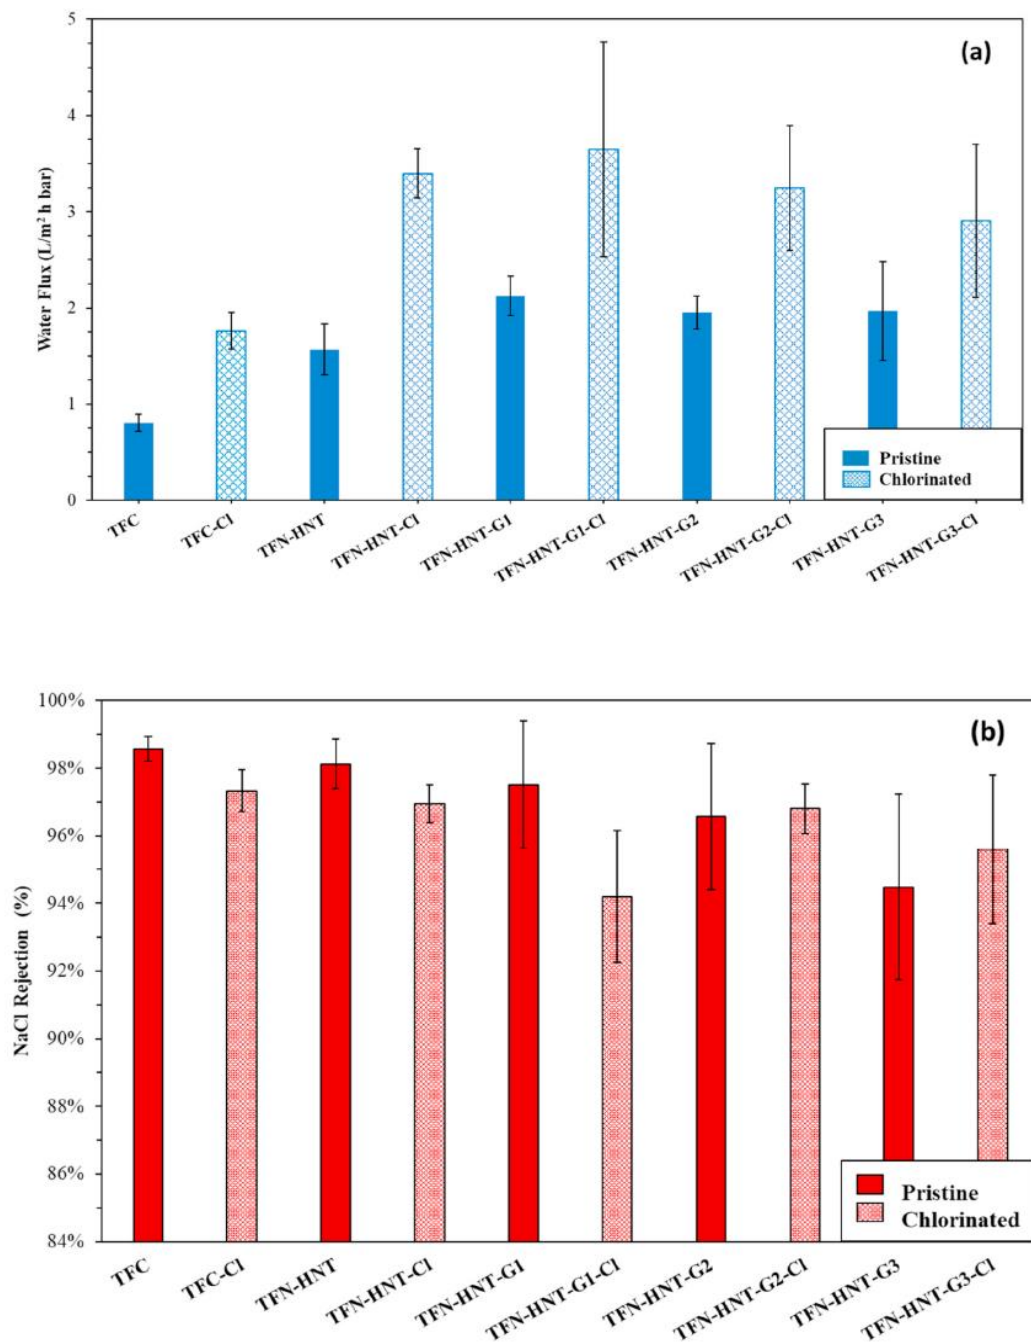 (a)
Water Flux (L/m² h bar)
5
4
3
2
1
0
Pristine
Chlorinated
TFC
TFC-Cl
TFN-HNT
TFN-HNT-Cl
TFN-HNT-G1
TFN-HNT-G1-Cl
TFN-HNT-G2
TFN-HNT-G2-Cl
TFN-HNT-G3
TFN-HNT-G3-Cl
(b)
NaCl Rejection (%)
100%
98%
96%
94%
92%
90%
88%
86%
84%
Pristine
Chlorinated
TFC
TFC-Cl
TFN-HNT
TFN-HNT-Cl
TFN-HNT-G1
TFN-HNT-G1-Cl
TFN-HNT-G2
TFN-HNT-G2-Cl
TFN-HNT-G3
TFN-HNT-G3-Cl